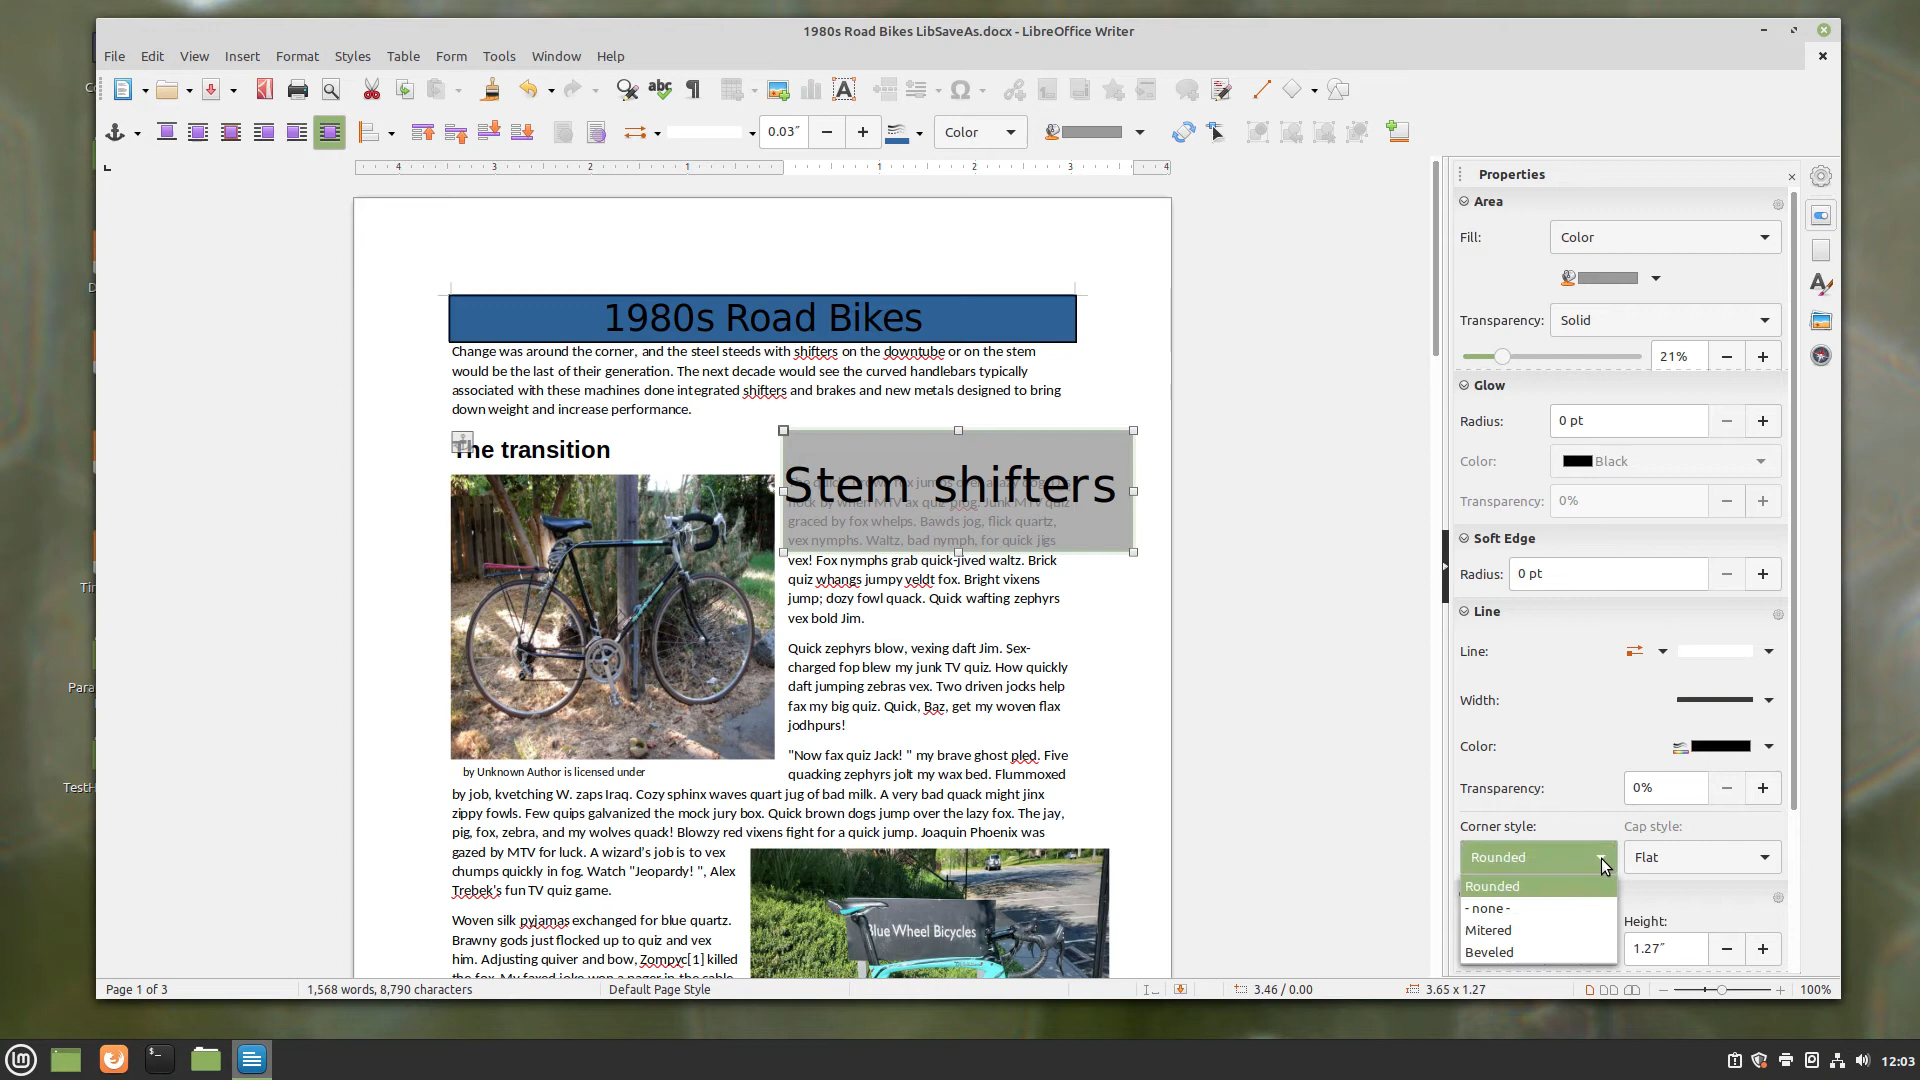 1980s Road Bikes LibSaveAs.docx - LibreOffice Writer
File Edit View Insert Format Styles Table Form Tools Window Help
0.03″
Color
4 3 2 1 1 2 3 4
Properties
Area
Fill: Color
Transparency: Solid
21%
Glow
Radius: 0 pt
Color: Black
Transparency: 0%
Soft Edge
Radius: 0 pt
Line
Line:
Width:
Color:
Transparency: 0%
Corner style: Cap style:
Rounded Flat
Rounded
- none -
Mitered
Beveled
Height:
1.27″
1980s Road Bikes
Change was around the corner, and the steel steeds with shifters on the downtube or on the stem
would be the last of their generation. The next decade would see the curved handlebars typically
associated with these machines done integrated shifters and brakes and new metals designed to bring
down weight and increase performance.
The transition
Stem shifters
graced by fox whelps. Bawds jog, flick quartz,
vex nymphs. Waltz, bad nymph, for quick jigs
vex! Fox nymphs grab quick-jived waltz. Brick
quiz whangs jumpy veldt fox. Bright vixens
jump; dozy fowl quack. Quick wafting zephyrs
vex bold Jim.
Quick zephyrs blow, vexing daft Jim. Sex-
charged fop blew my junk TV quiz. How quickly
daft jumping zebras vex. Two driven jocks help
fax my big quiz. Quick, Baz, get my woven flax
jodhpurs!
"Now fax quiz Jack! " my brave ghost pled. Five
quacking zephyrs jolt my wax bed. Flummoxed
by Unknown Author is licensed under
by job, kvetching W. zaps Iraq. Cozy sphinx waves quart jug of bad milk. A very bad quack might jinx
zippy fowls. Few quips galvanized the mock jury box. Quick brown dogs jump over the lazy fox. The jay,
pig, fox, zebra, and my wolves quack! Blowzy red vixens fight for a quick jump. Joaquin Phoenix was
gazed by MTV for luck. A wizard's job is to vex
chumps quickly in fog. Watch "Jeopardy! ", Alex
Trebek's fun TV quiz game.
Woven silk pyjamas exchanged for blue quartz.
Brawny gods just flocked up to quiz and vex
him. Adjusting quiver and bow, Zompyc[1] killed
Blue Wheel Bicycles
Page 1 of 3
1,568 words, 8,790 characters
Default Page Style
3.46 / 0.00
3.65 x 1.27
100%
12:03